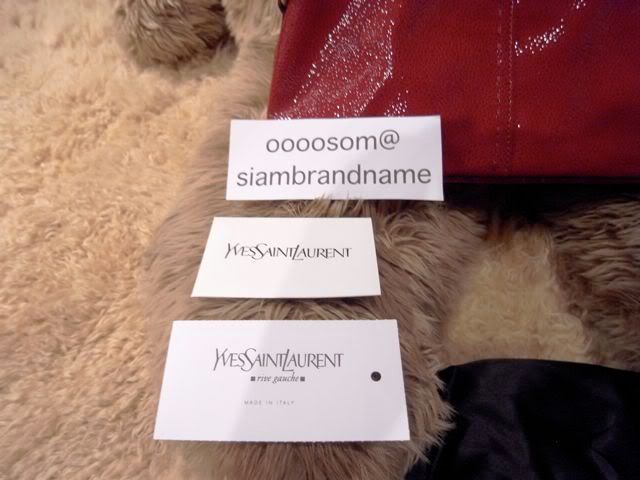 oooosom@
siambrandname
YVESSAINTLAURENT
YVESSAINTLAURENT
rive gauche
MADE IN ITALY